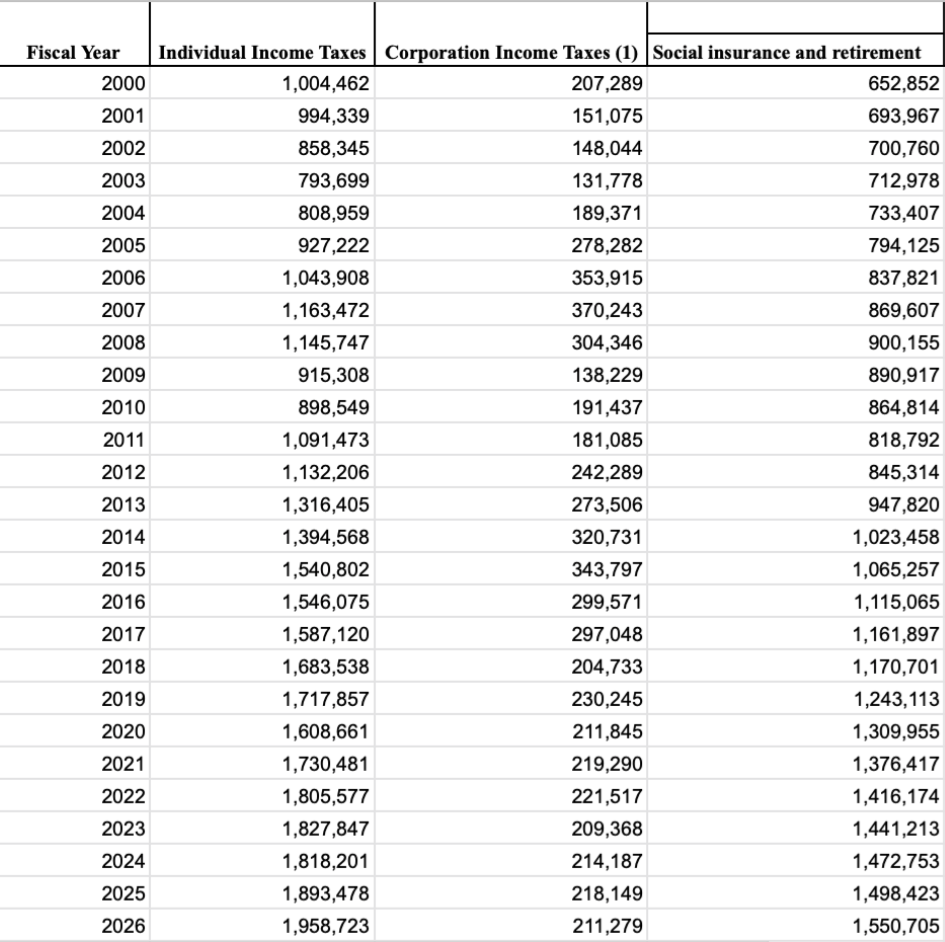 Fiscal Year Individual Income Taxes Corporation Income Taxes (1) Social insurance and retirement
2000 1,004,462 207,289 652,852
2001 994,339 151,075 693,967
2002 858,345 148,044 700,760
2003 793,699 131,778 712,978
2004 808,959 189,371 733,407
2005 927,222 278,282 794,125
2006 1,043,908 353,915 837,821
2007 1,163,472 370,243 869,607
2008 1,145,747 304,346 900,155
2009 915,308 138,229 890,917
2010 898,549 191,437 864,814
2011 1,091,473 181,085 818,792
2012 1,132,206 242,289 845,314
2013 1,316,405 273,506 947,820
2014 1,394,568 320,731 1,023,458
2015 1,540,802 343,797 1,065,257
2016 1,546,075 299,571 1,115,065
2017 1,587,120 297,048 1,161,897
2018 1,683,538 204,733 1,170,701
2019 1,717,857 230,245 1,243,113
2020 1,608,661 211,845 1,309,955
2021 1,730,481 219,290 1,376,417
2022 1,805,577 221,517 1,416,174
2023 1,827,847 209,368 1,441,213
2024 1,818,201 214,187 1,472,753
2025 1,893,478 218,149 1,498,423
2026 1,958,723 211,279 1,550,705